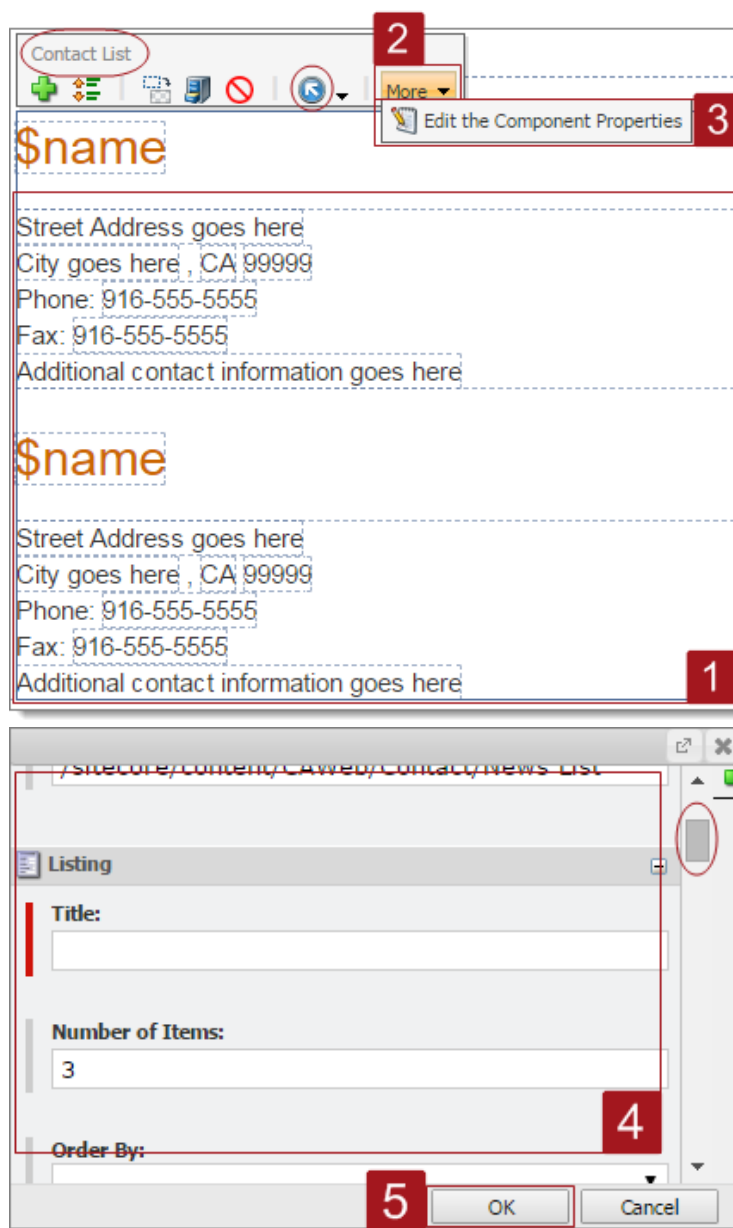 2
Contact List
More
Edit the Component Properties 3
$name
Street Address goes here
City goes here , CA 99999
Phone: 916-555-5555
Fax: 916-555-5555
Additional contact information goes here
$name
Street Address goes here
City goes here , CA 99999
Phone: 916-555-5555
Fax: 916-555-5555
Additional contact information goes here
1
/sitecore/content/CAWeb/Contact/News List
Listing
Title:
Number of Items:
3
4
Order By:
5 OK Cancel